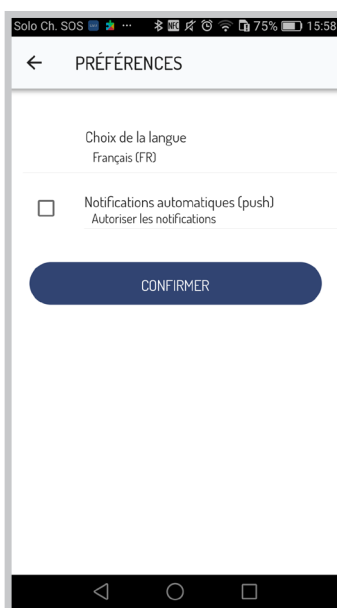 Solo Ch. SOS ... 75% 15:58
PRÉFÉRENCES
Choix de la langue
Français (FR)
Notifications automatiques (push)
Autoriser les notifications
CONFIRMER